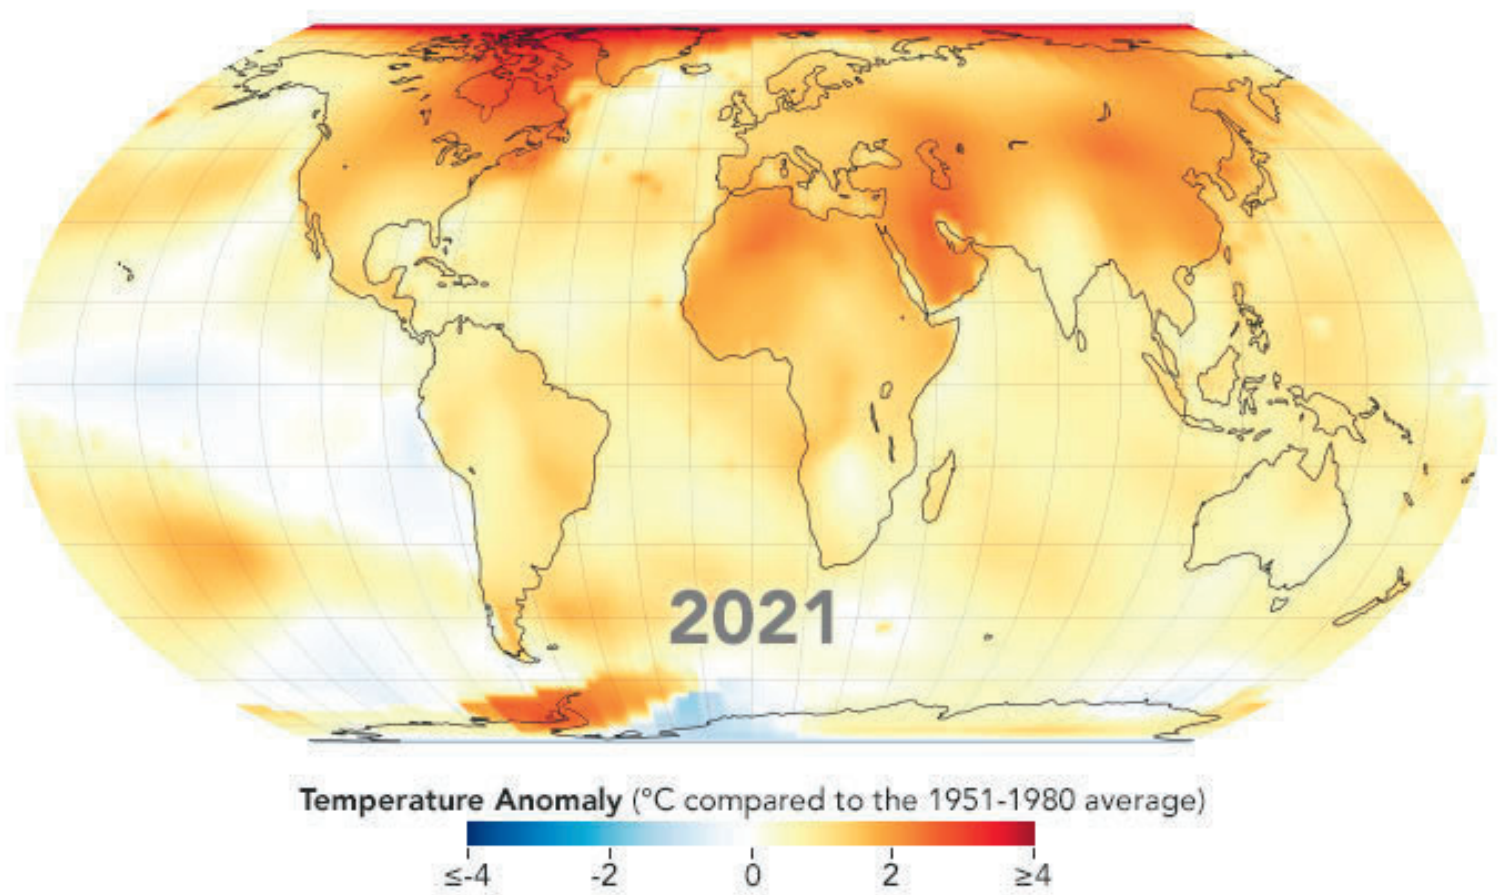 2021
Temperature Anomaly (°C compared to the 1951-1980 average)
≤-4 -2 0 2 ≥4